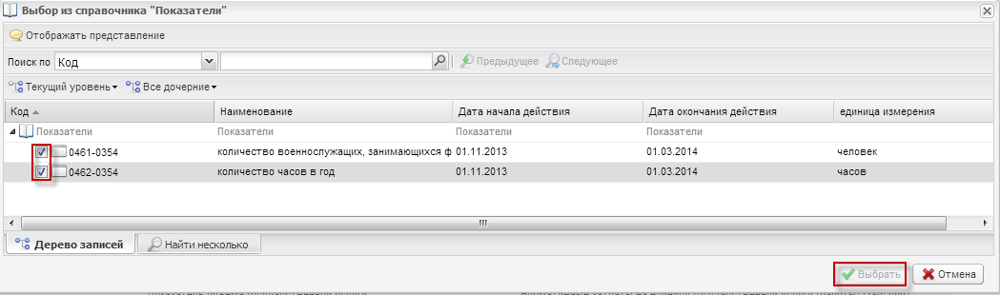 Выбор из справочника "Показатели"
Отображать представление
Поиск по Код Предыдущее Следующее
Текущий уровень Все дочерние
Код Наименование Дата начала действия Дата окончания действия единица измерения
Показатели Показатели Показатели Показатели
0461-0354 количество военнослужащих, занимающихся ф 01.11.2013 01.03.2014 человек
0462-0354 количество часов в год 01.11.2013 01.03.2014 часов
Дерево записей Найти несколько
Выбрать Отмена